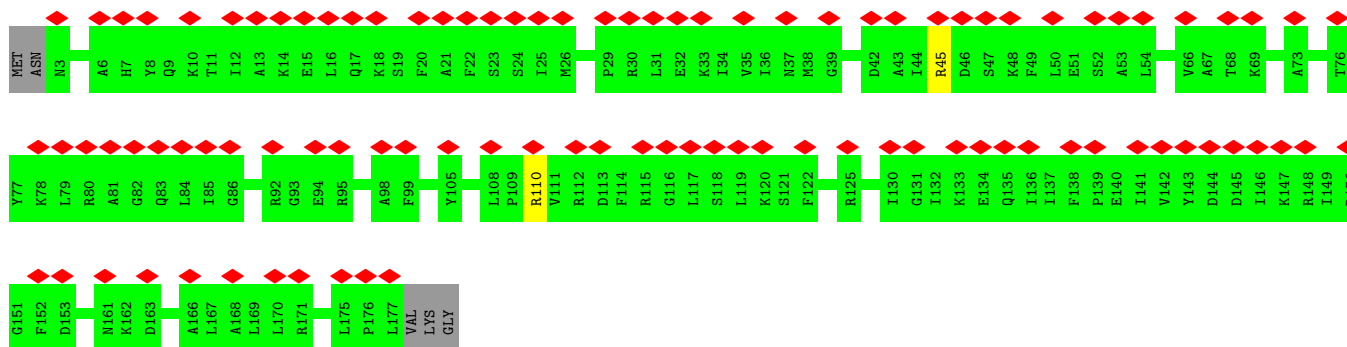 MET ASN N3 A6 H7 Y8 Q9 K10 T11 I12 A13 K14 E15 L16 Q17 K18 S19 F20 A21 F22 S23 S24 I25 M26 P29 R30 L31 E32 K33 I34 V35 I36 N37 M38 G39 D42 A43 I44 R45 D46 S47 K48 F49 L50 E51 S52 A53 L54 V66 A67 T68 K69 A73 T76
Y77 K78 L79 R80 A81 G82 Q83 L84 I85 G86 R92 G93 E94 R95 A98 F99 Y105 L108 P109 R110 V111 R112 D113 F114 R115 G116 L117 S118 L119 K120 S121 F122 R125 I130 G131 I132 K133 E134 Q135 I136 I137 F138 P139 E140 I141 V142 Y143 D144 D145 I146 K147 R148 I149
G151 F152 D153 N161 K162 D163 A166 L167 A168 L169 L170 R171 L175 P176 L177 VAL LYS GLY